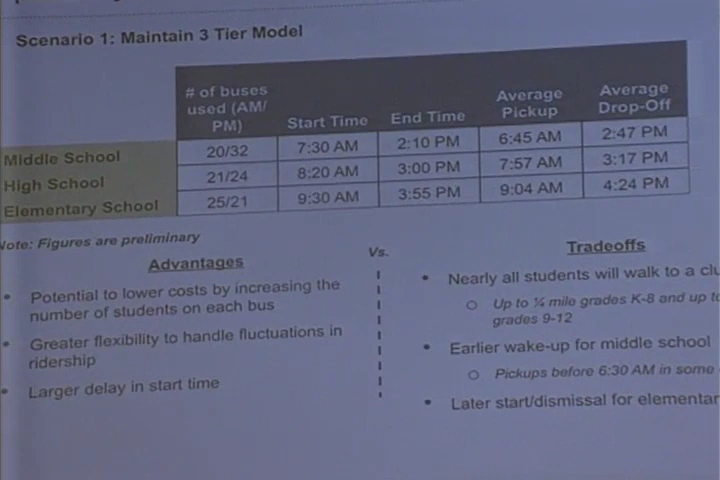 Scenario 1: Maintain 3 Tier Model
# of buses used (AM/ PM) Start Time End Time Average Pickup Average Drop-Off
Middle School 20/32 7:30 AM 2:10 PM 6:45 AM 2:47 PM
High School 21/24 8:20 AM 3:00 PM 7:57 AM 3:17 PM
Elementary School 25/21 9:30 AM 3:55 PM 9:04 AM 4:24 PM
Note: Figures are preliminary
Advantages
• Potential to lower costs by increasing the
number of students on each bus
• Greater flexibility to handle fluctuations in
ridership
• Larger delay in start time
Vs.
Tradeoffs
• Nearly all students will walk to a
o Up to ¼ mile grades K-8 and up
grades 9-12
• Earlier wake-up for middle school
o Pickups before 6:30 AM in some
• Later start/dismissal for